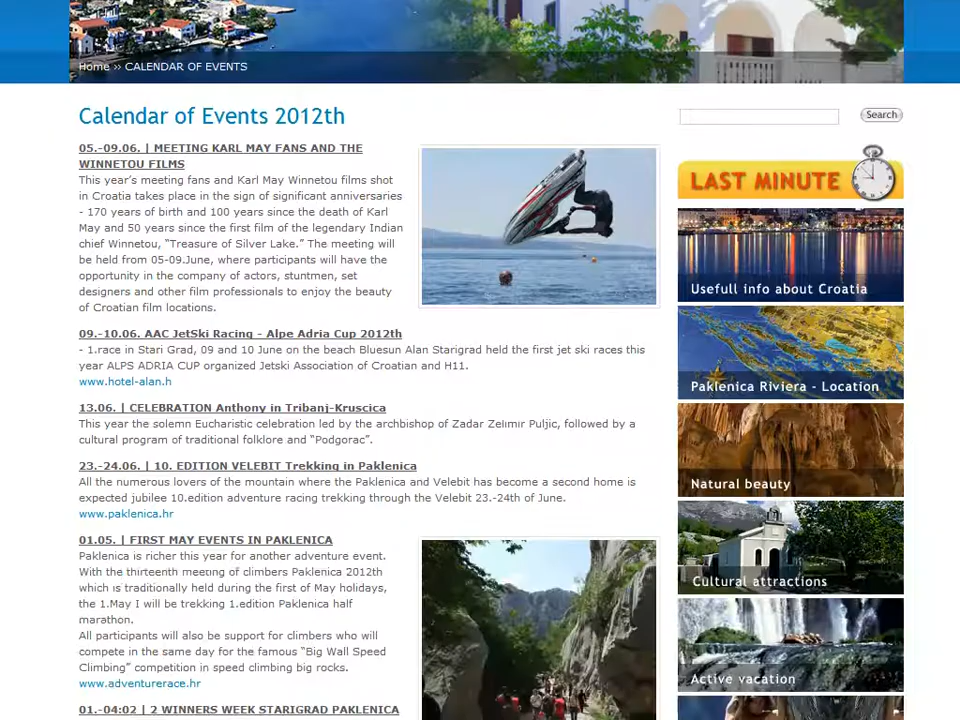 Home >> CALENDAR OF EVENTS
Calendar of Events 2012th
05.-09.06. | MEETING KARL MAY FANS AND THE
WINNETOU FILMS
This year's meeting fans and Karl May Winnetou films shot
in Croatia takes place in the sign of significant anniversaries
- 170 years of birth and 100 years since the death of Karl
May and 50 years since the first film of the legendary Indian
chief Winnetou, "Treasure of Silver Lake." The meeting will
be held from 05-09.June, where participants will have the
opportunity in the company of actors, stuntmen, set
designers and other film professionals to enjoy the beauty
of Croatian film locations.
09.-10.06. AAC JetSki Racing - Alpe Adria Cup 2012th
- 1.race in Stari Grad, 09 and 10 June on the beach Bluesun Alan Starigrad held the first jet ski races this
year ALPS ADRIA CUP organized Jetski Association of Croatian and H11.
www.hotel-alan.h
13.06. | CELEBRATION Anthony in Tribanj-Kruscica
This year the solemn Eucharistic celebration led by the archbishop of Zadar Zelimir Puljic, followed by a
cultural program of traditional folklore and "Podgorac".
23.-24.06. | 10. EDITION VELEBIT Trekking in Paklenica
All the numerous lovers of the mountain where the Paklenica and Velebit has become a second home is
expected jubilee 10.edition adventure racing trekking through the Velebit 23.-24th of June.
www.paklenica.hr
01.05. | FIRST MAY EVENTS IN PAKLENICA
Paklenica is richer this year for another adventure event.
With the thirteenth meeting of climbers Paklenica 2012th
which is traditionally held during the first of May holidays,
the 1.May I will be trekking 1.edition Paklenica half
marathon.
All participants will also be support for climbers who will
compete in the same day for the famous "Big Wall Speed
Climbing" competition in speed climbing big rocks.
www.adventurerace.hr
01.-04:02 | 2 WINNERS WEEK STARIGRAD PAKLENICA
Search
LAST MINUTE
Usefull info about Croatia
Paklenica Riviera - Location
Natural beauty
Cultural attractions
Active vacation